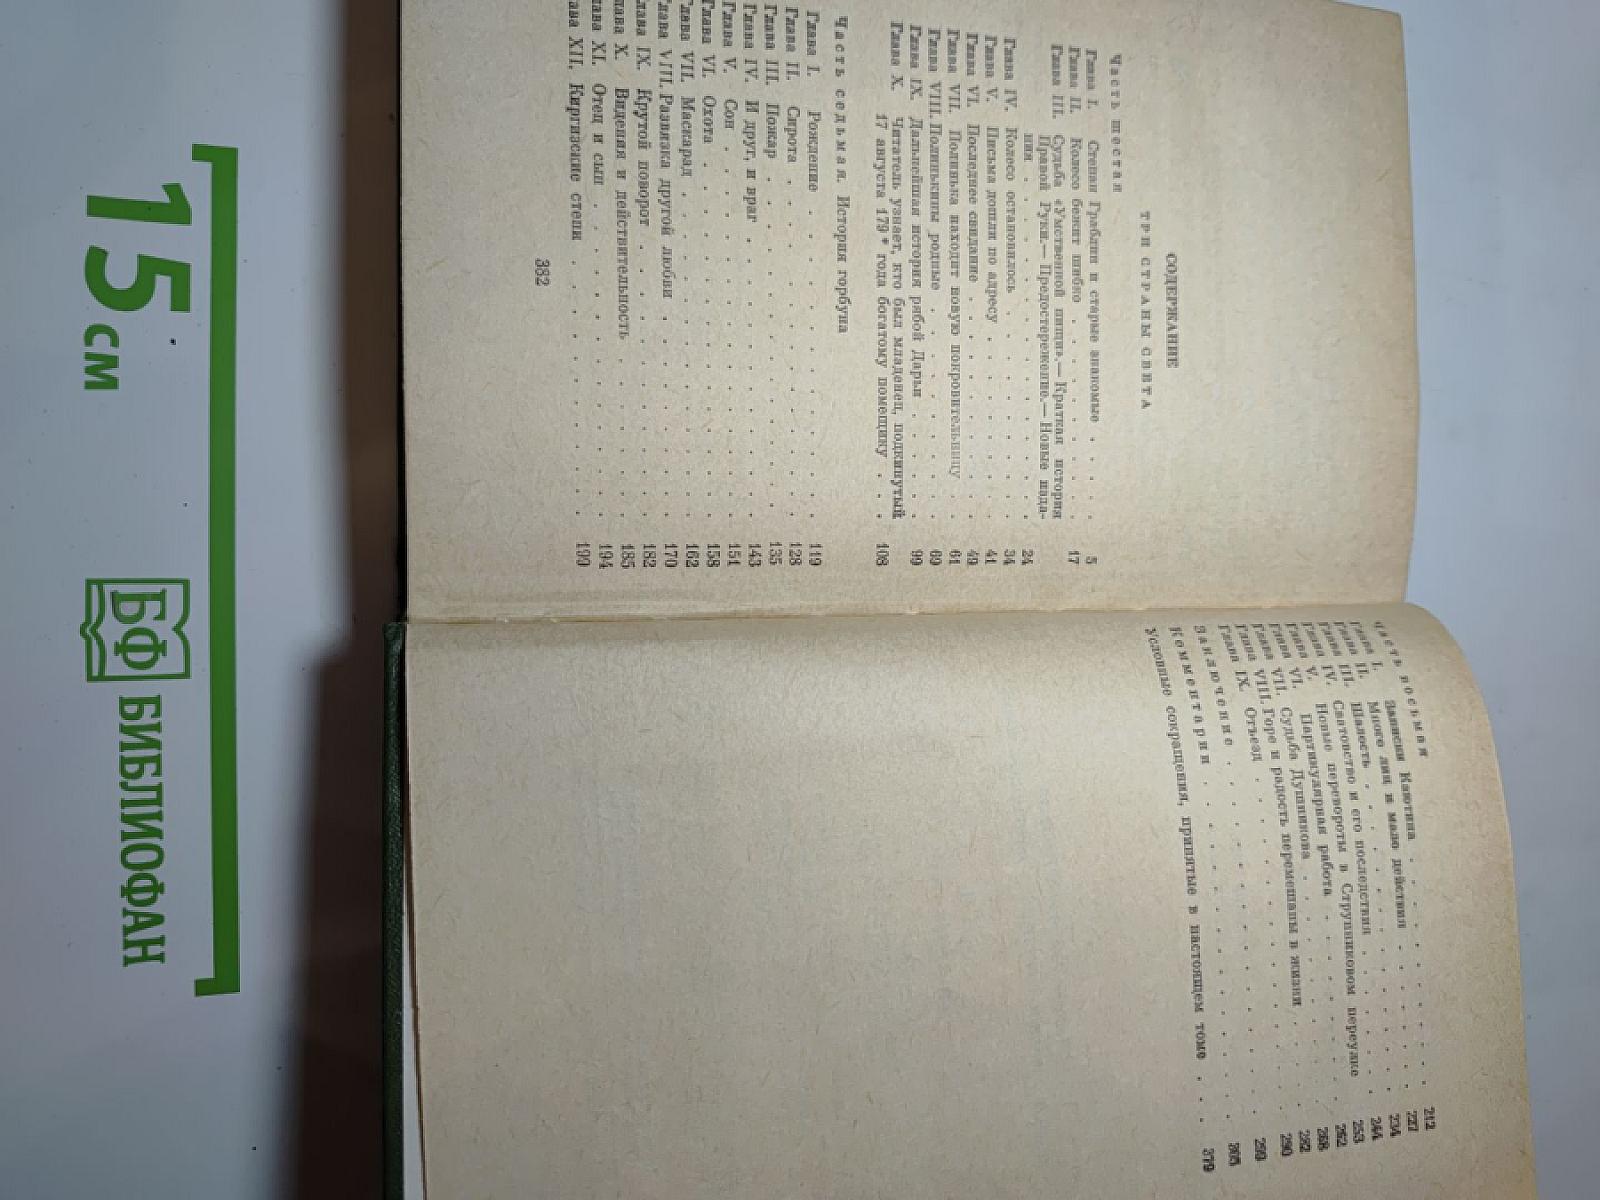 СОДЕРЖАНИЕ
ТРИ СТРАНЫ СВЕТА
Часть шестая
Глава I. Степан Граблин и старые знакомые . . . . 5
Глава II. Колесо бежит шибко . . . . . . . . . 17
Глава III. Судьба «Умственной пищи».— Краткая история
Правой Руки.— Предостережение.— Новые пада-
ния . . . . . . . . . . . . . . . 24
Глава IV. Колесо остановилось . . . . . . . . . 34
Глава V. Письма дошли по адресу . . . . . . . . 41
Глава VI. Последнее свидание . . . . . . . . . 49
Глава VII. Полинька находит новую покровительницу . . 61
Глава VIII. Полинькины родные . . . . . . . . . 69
Глава IX. Дальнейшая история рябой Дарьи . . . . . 99
Глава X. Читатель узнает, кто был младенец, подкинутый
17 августа 179* года богатому помещику . . . 108
Часть седьмая. История горбуна
Глава I. Рождение . . . . . . . . . . . . 119
Глава II. Сирота . . . . . . . . . . . . . 128
Глава III. Пожар . . . . . . . . . . . . . 135
Глава IV. И друг, и враг . . . . . . . . . . 143
Глава V. Сон . . . . . . . . . . . . . . 151
Глава VI. Охота . . . . . . . . . . . . . 158
Глава VII. Маскарад . . . . . . . . . . . . 162
Глава VIII. Развязка другой любви . . . . . . . . 170
Глава IX. Крутой поворот . . . . . . . . . . 182
Глава X. Видения и действительность . . . . . . . 185
Глава XI. Отец и сын . . . . . . . . . . . 194
Глава XII. Киргизские степи . . . . . . . . . . 199
382
Часть восьмая
Глава I. Записки Каютина . . . . . . . . . . 212
Глава II. Много лиц и мало действия . . . . . . . 227
Глава III. Шалость . . . . . . . . . . . . 234
Глава IV. Сватовство и его последствия . . . . . . 244
Глава V. Новые перевороты в Струнниковом переулке 253
Глава VI. Партикулярная работа . . . . . . . . 262
Глава VII. Судьба Душникова . . . . . . . . . 268
Глава VIII. Горе и радость перемешаны в жизни . . . . 282
Глава IX. Отъезд . . . . . . . . . . . . . 290
Заключение . . . . . . . . . . . . . . 299
Комментарии . . . . . . . . . . . . . . 305
Условные сокращения, принятые в настоящем томе . . . 379
15 см
БФ БИБЛИОФАН